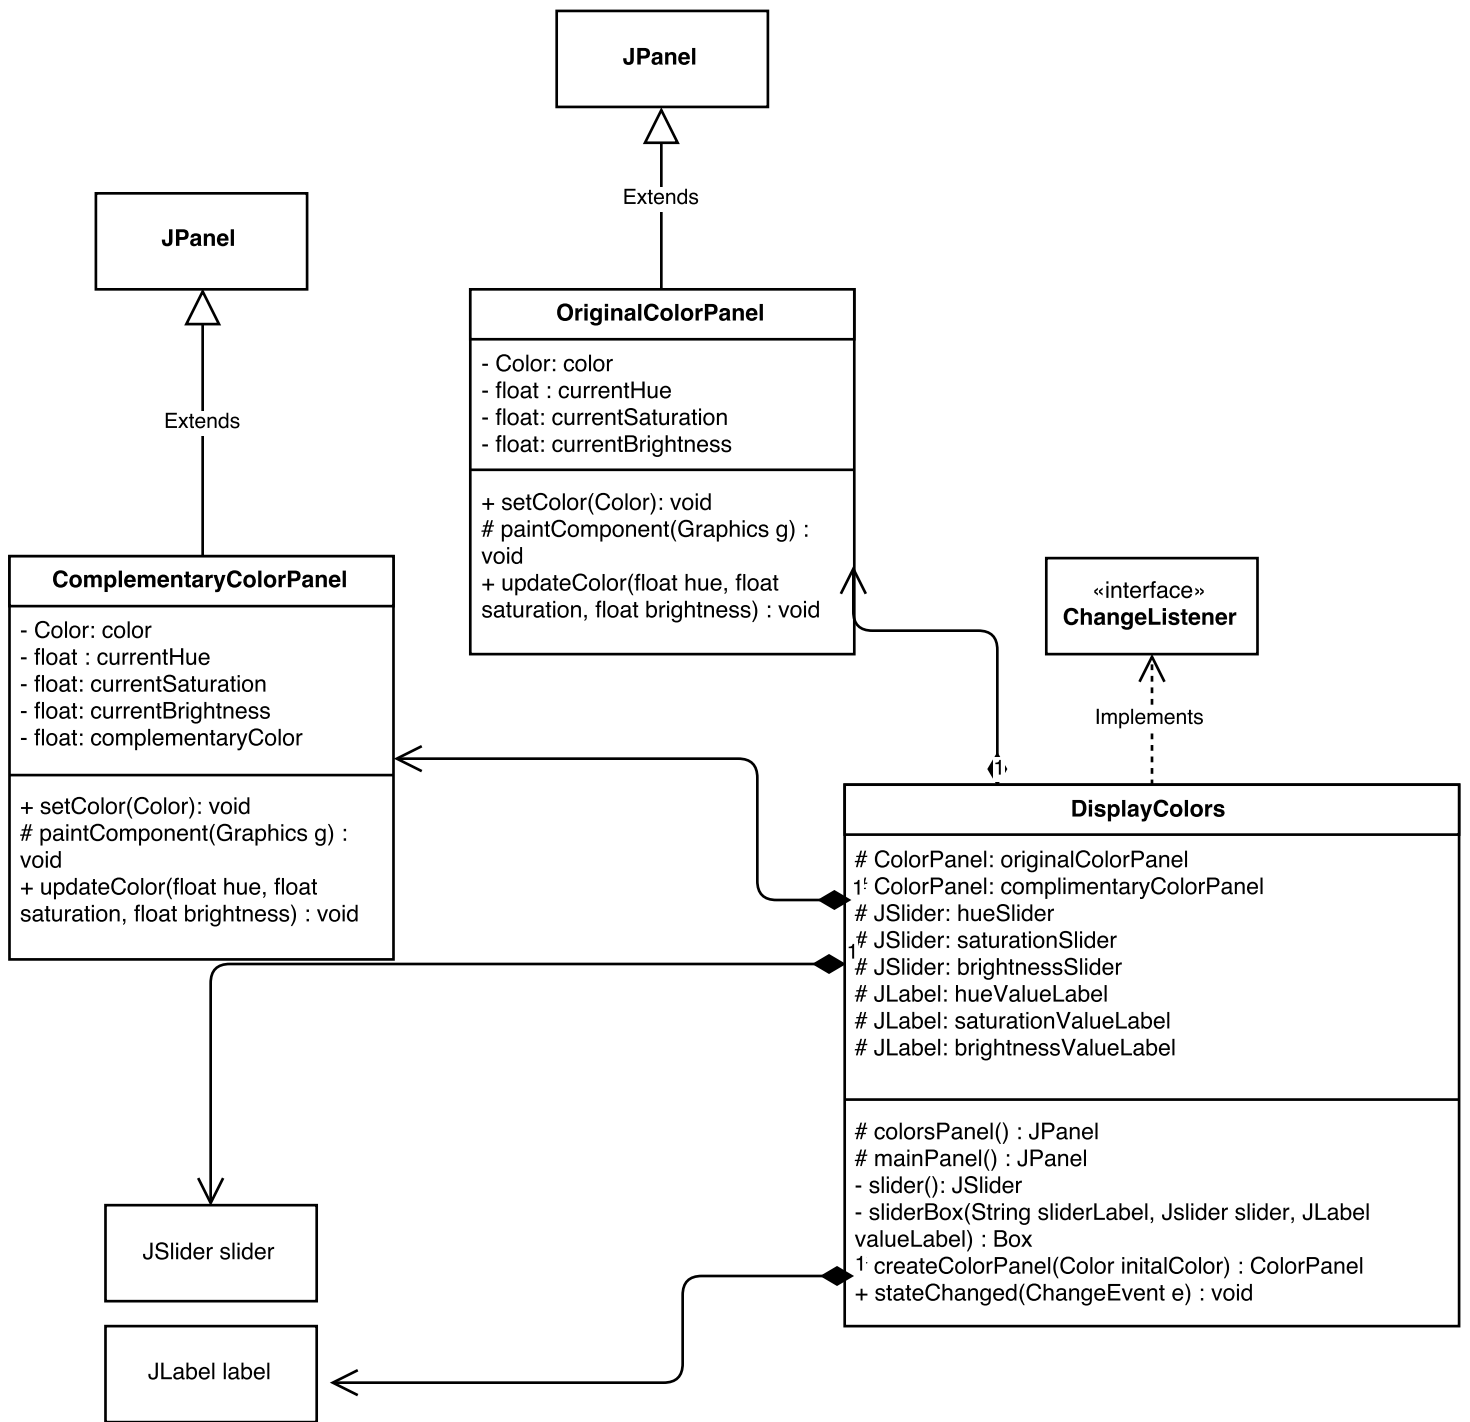 JPanel
Extends
JPanel
Extends
OriginalColorPanel
- Color: color
- float : currentHue
- float: currentSaturation
- float: currentBrightness
+ setColor(Color): void
# paintComponent(Graphics g) :
void
+ updateColor(float hue, float
saturation, float brightness) : void
ComplementaryColorPanel
- Color: color
- float : currentHue
- float: currentSaturation
- float: currentBrightness
- float: complementaryColor
+ setColor(Color): void
# paintComponent(Graphics g) :
void
+ updateColor(float hue, float
saturation, float brightness) : void
«interface»
ChangeListener
Implements
1
DisplayColors
# ColorPanel: originalColorPanel
1 ColorPanel: complimentaryColorPanel
# JSlider: hueSlider
# JSlider: saturationSlider
1
# JSlider: brightnessSlider
# JLabel: hueValueLabel
# JLabel: saturationValueLabel
# JLabel: brightnessValueLabel
# colorsPanel() : JPanel
# mainPanel() : JPanel
- slider(): JSlider
- sliderBox(String sliderLabel, Jslider slider, JLabel
valueLabel) : Box
1 createColorPanel(Color initalColor) : ColorPanel
+ stateChanged(ChangeEvent e) : void
JSlider slider
JLabel label